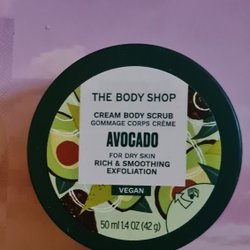 THE BODY SHOP
CREAM BODY SCRUB
GOMMAGE CORPS CRÈME
AVOCADO
FOR DRY SKIN
RICH & SMOOTHING
EXFOLIATION
VEGAN
50 ml 1.4 OZ (42 g)